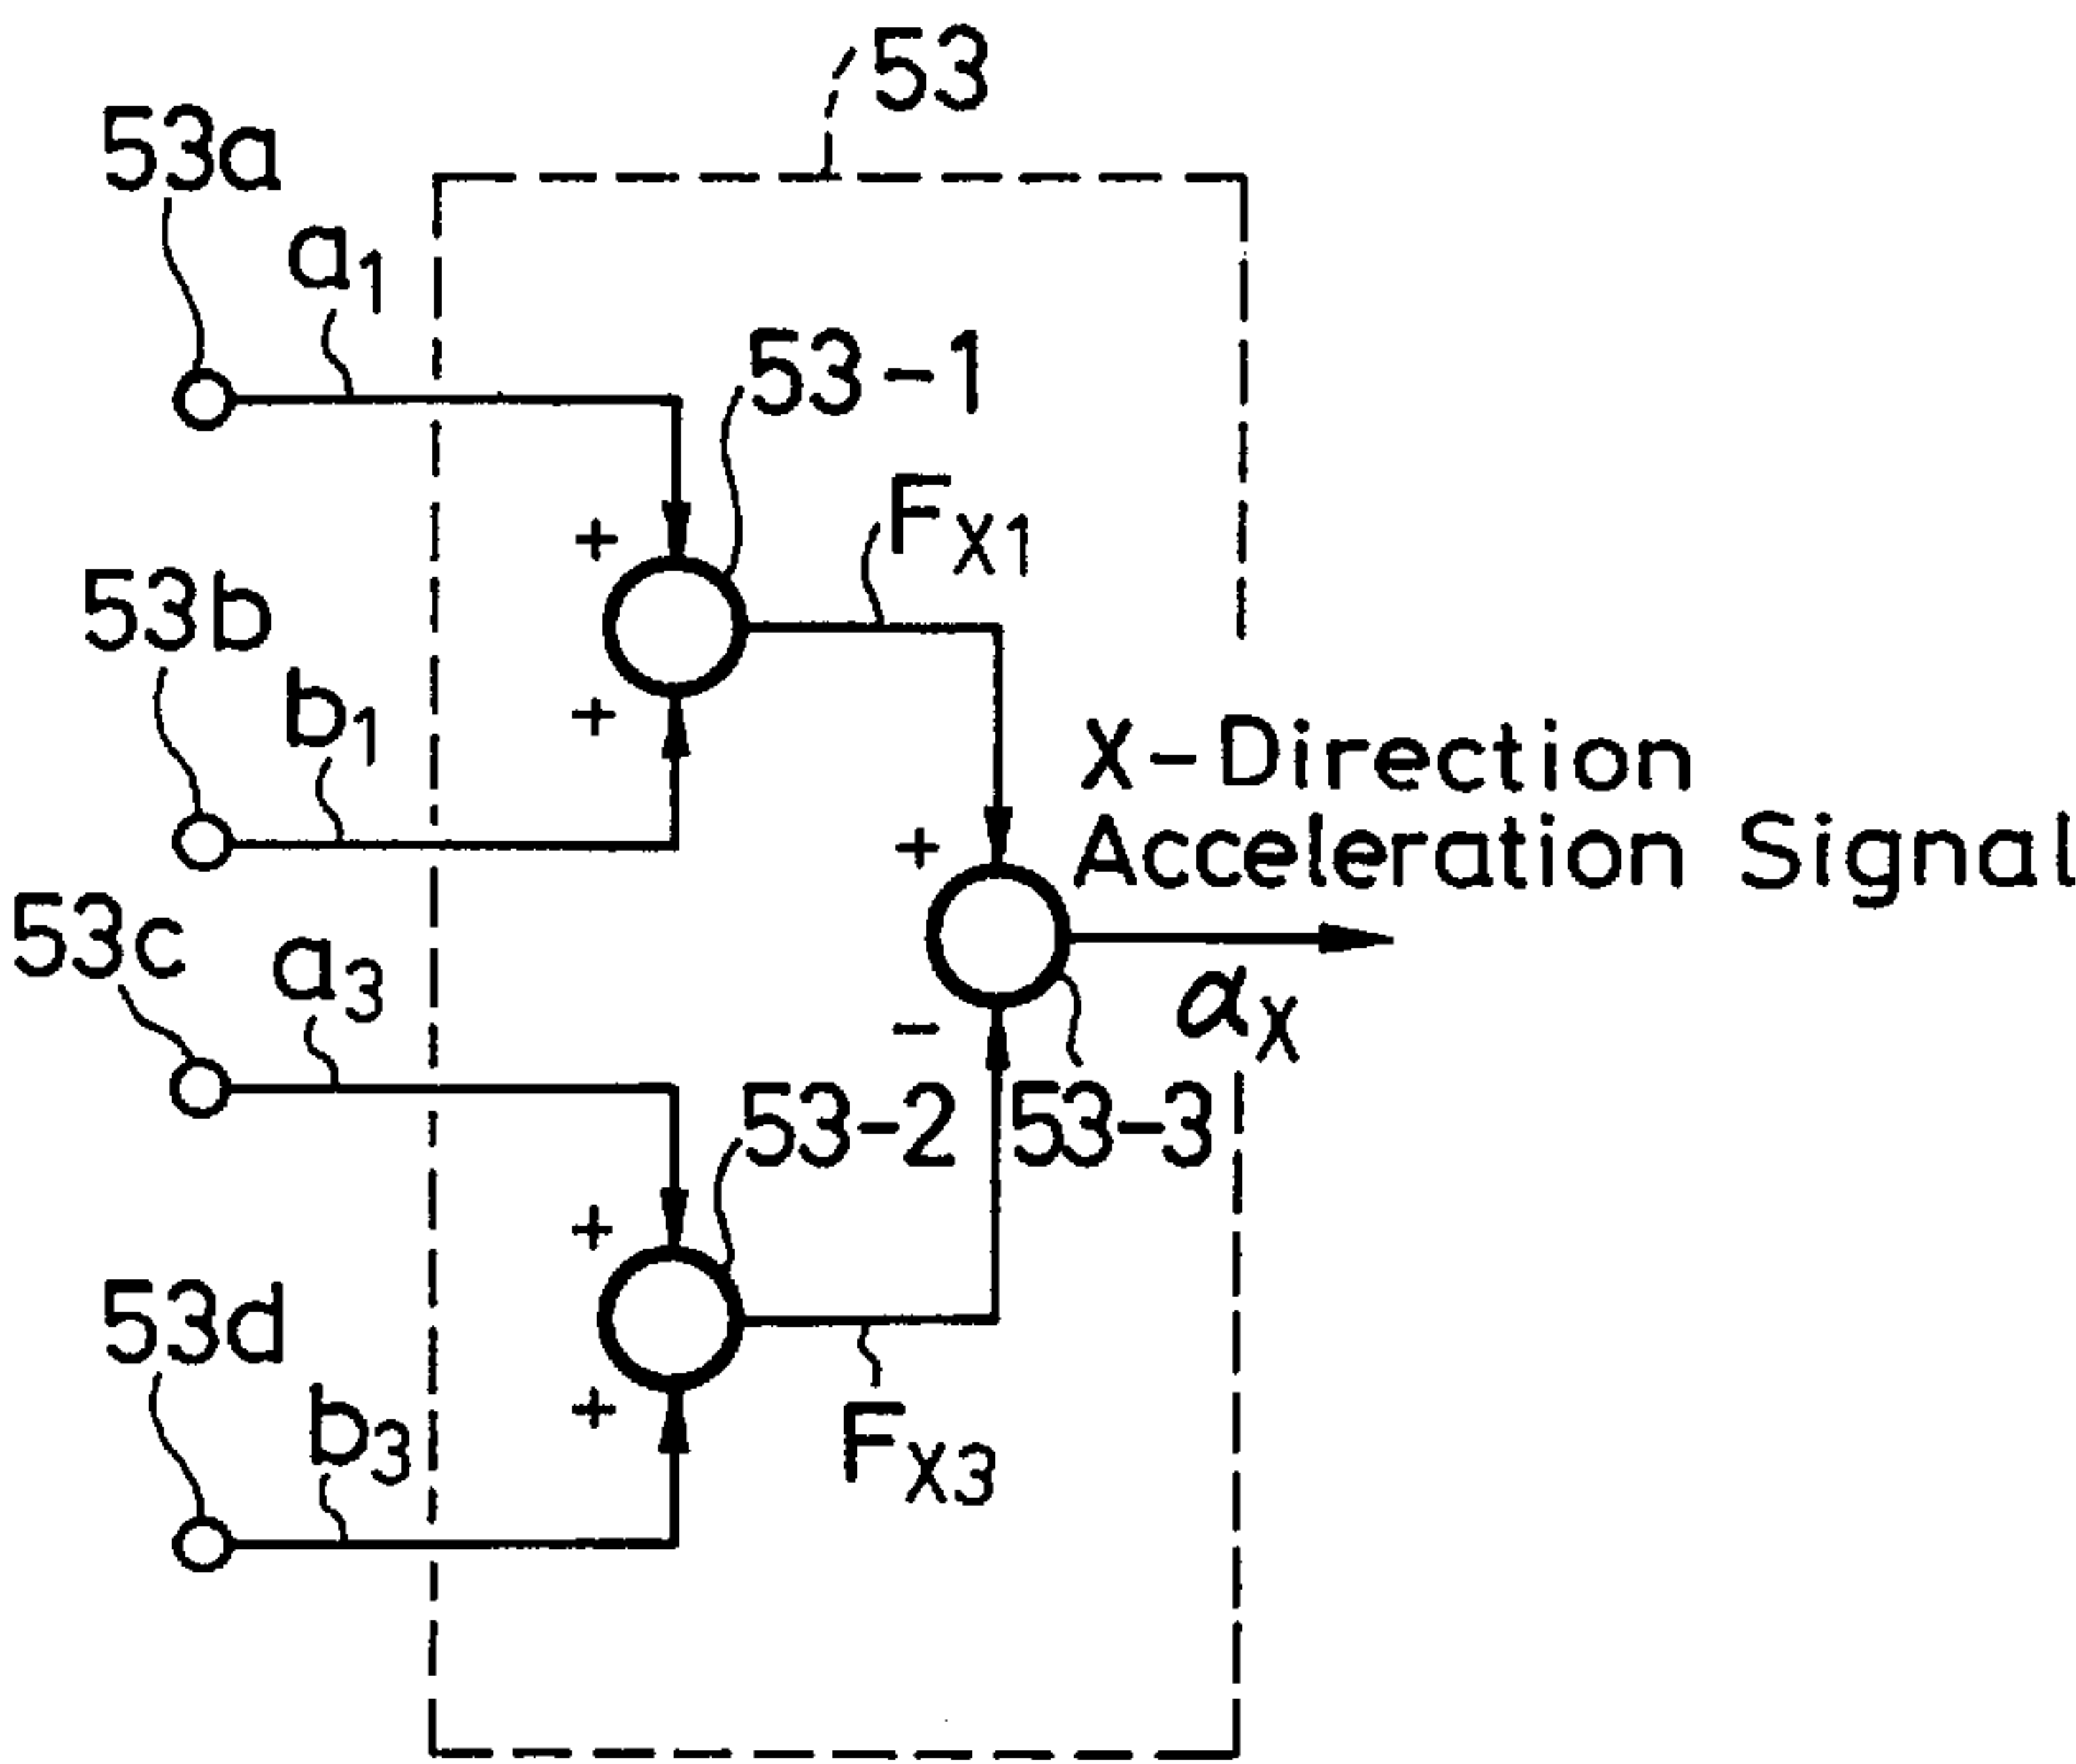 53
53a
a1
53-1
+
Fx1
53b
+
b1
X-Direction
Acceleration Signal
+
53c
a3
-
αx
53-2
53-3
+
53d
b3
+
Fx3